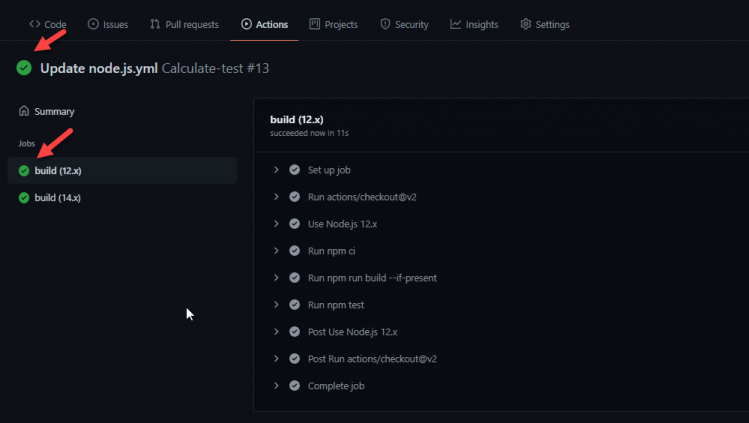 Code Issues Pull requests Actions Projects Security Insights Settings
Update node.js.yml Calculate-test #13
Summary
Jobs
build (12.x)
build (14.x)
build (12.x)
succeeded now in 11s
Set up job
Run actions/checkout@v2
Use Node.js 12.x
Run npm ci
Run npm run build --if-present
Run npm test
Post Use Node.js 12.x
Post Run actions/checkout@v2
Complete job